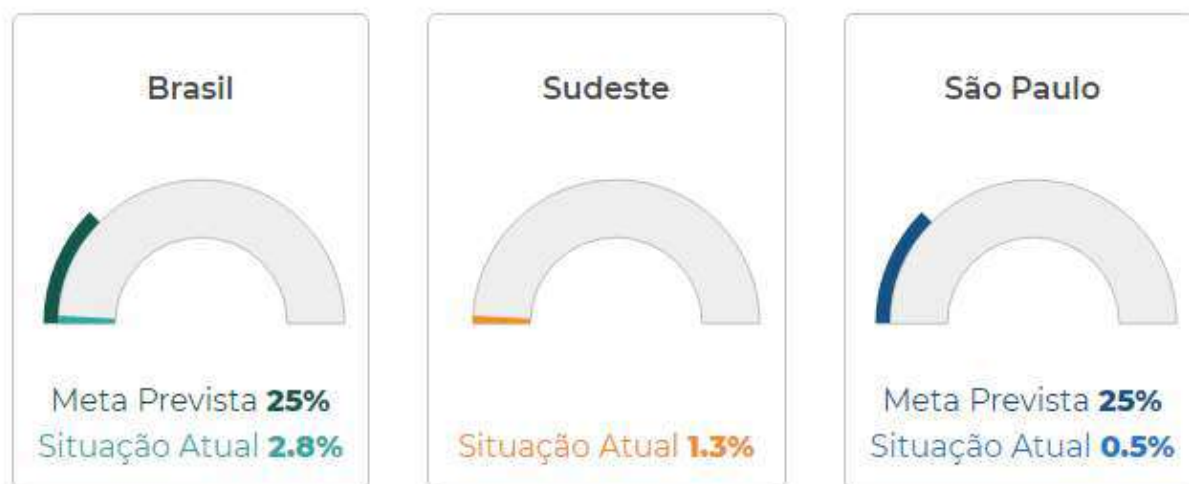 Brasil
Meta Prevista 25%
Situação Atual 2.8%
Sudeste
Situação Atual 1.3%
São Paulo
Meta Prevista 25%
Situação Atual 0.5%